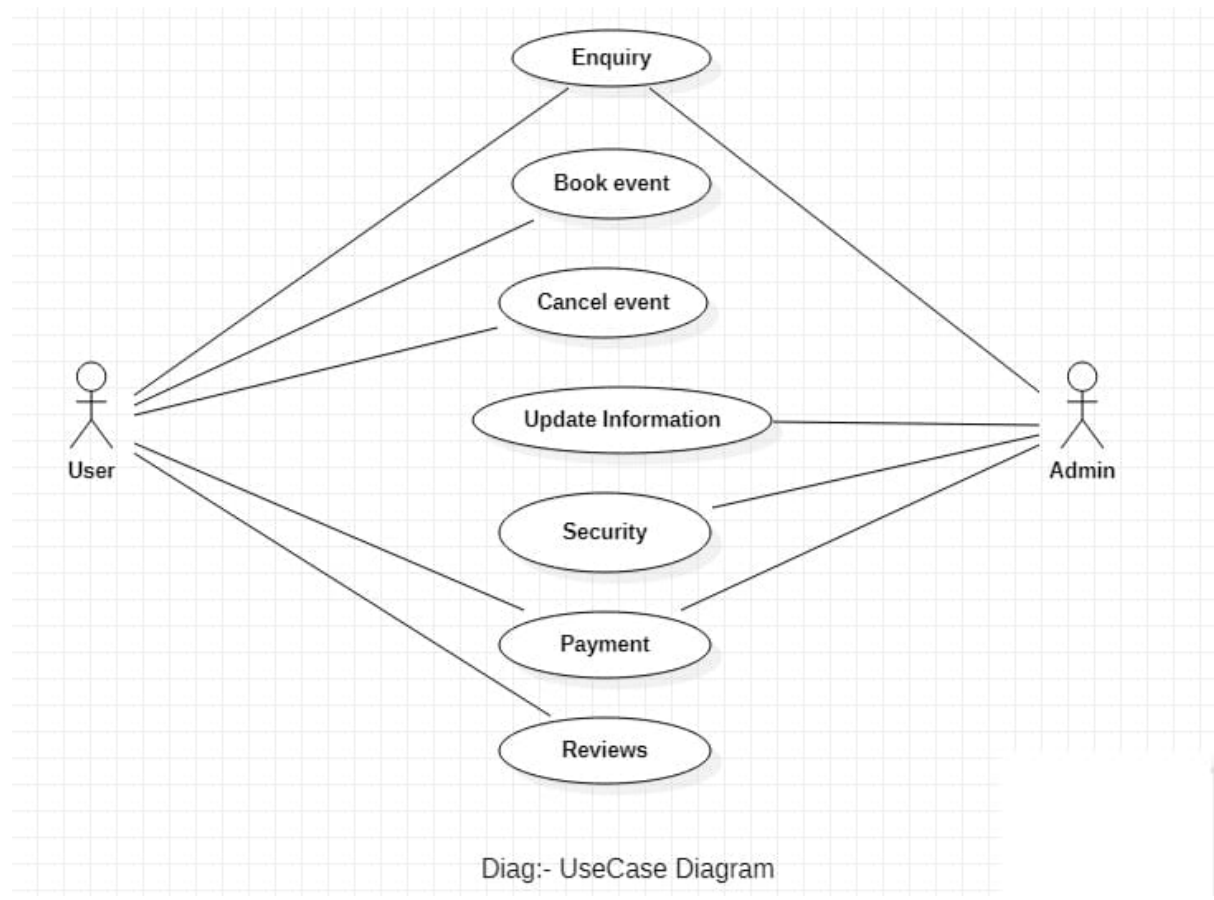 Enquiry
Book event
Cancel event
Update Information
User
Admin
Security
Payment
Reviews
Diag:- UseCase Diagram